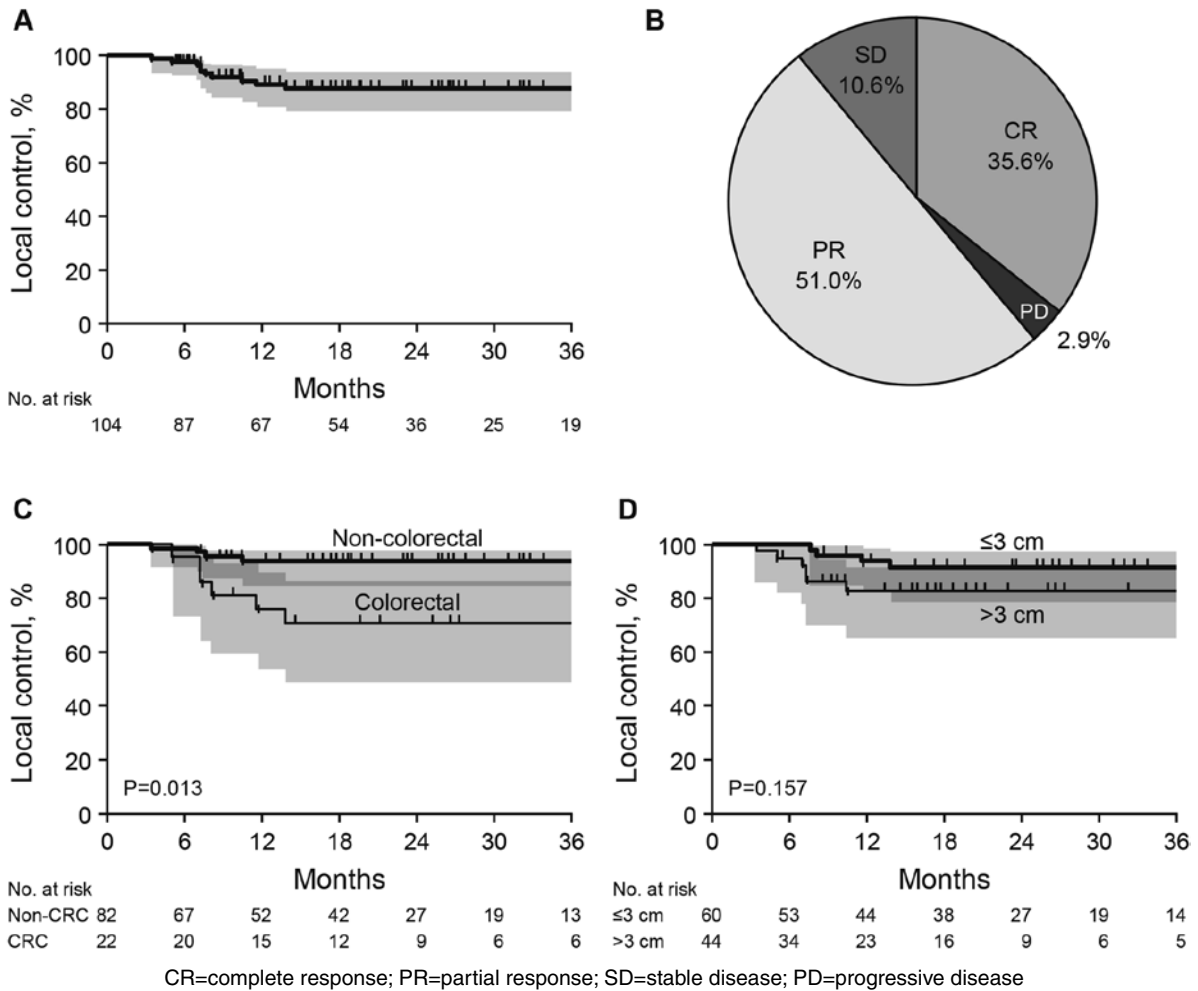 A
Local control, %
100
80
60
40
20
0
0 6 12 18 24 30 36
Months
No. at risk
104 87 67 54 36 25 19
B
SD
10.6%
CR
35.6%
PR
51.0%
PD
2.9%
C
Local control, %
100
80
60
40
20
0
Non-colorectal
Colorectal
P=0.013
0 6 12 18 24 30 36
Months
No. at risk
Non-CRC 82 67 52 42 27 19 13
CRC 22 20 15 12 9 6 6
D
Local control, %
100
80
60
40
20
0
≤3 cm
>3 cm
P=0.157
0 6 12 18 24 30 36
Months
No. at risk
≤3 cm 60 53 44 38 27 19 14
>3 cm 44 34 23 16 9 6 5
CR=complete response; PR=partial response; SD=stable disease; PD=progressive disease